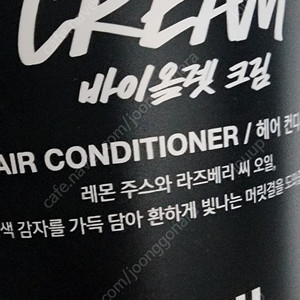 CREAM
바이올렛 크림
AIR CONDITIONER / 헤어 컨디
레몬 주스와 라즈베리 씨 오일,
색 감자를 가득 담아 환하게 빛나는 머릿결을